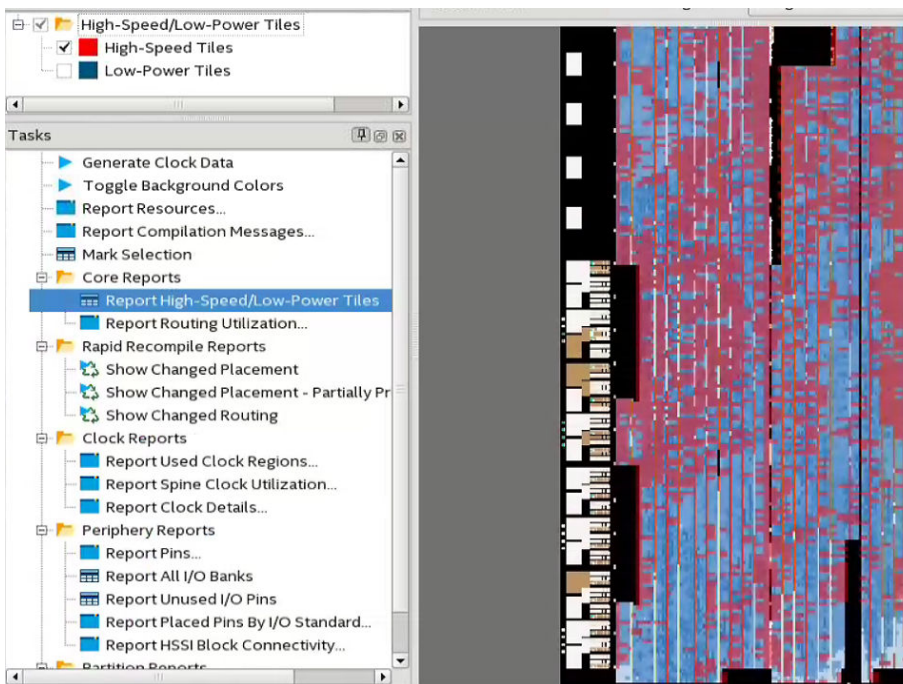 High-Speed/Low-Power Tiles
High-Speed Tiles
Low-Power Tiles
Tasks
Generate Clock Data
Toggle Background Colors
Report Resources...
Report Compilation Messages...
Mark Selection
Core Reports
Report High-Speed/Low-Power Tiles
Report Routing Utilization...
Rapid Recompile Reports
Show Changed Placement
Show Changed Placement - Partially Pr
Show Changed Routing
Clock Reports
Report Used Clock Regions...
Report Spine Clock Utilization...
Report Clock Details...
Periphery Reports
Report Pins...
Report All I/O Banks
Report Unused I/O Pins
Report Placed Pins By I/O Standard...
Report HSSI Block Connectivity...
Partition Reports